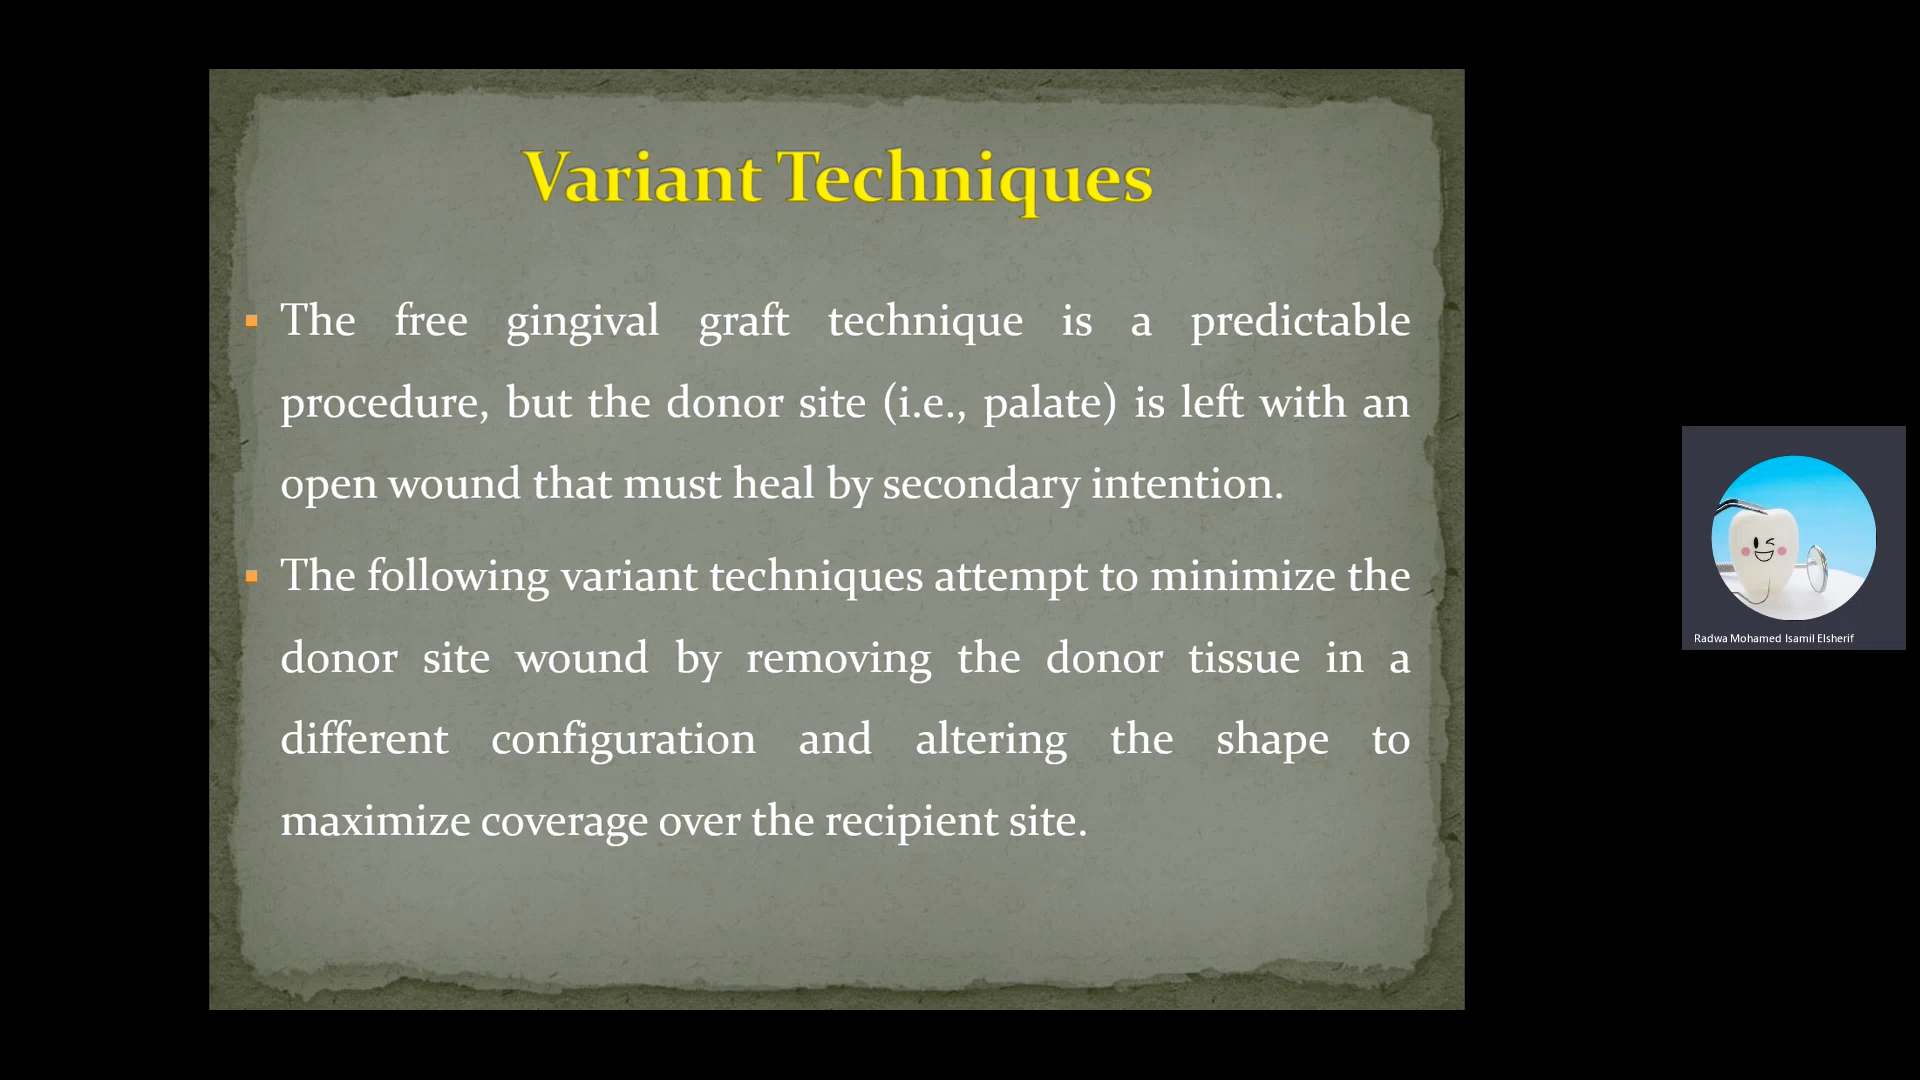 Variant Techniques
▪ The free gingival graft technique is a predictable
procedure, but the donor site (i.e., palate) is left with an
open wound that must heal by secondary intention.
▪ The following variant techniques attempt to minimize the
donor site wound by removing the donor tissue in a
different configuration and altering the shape to
maximize coverage over the recipient site.
Radwa Mohamed Isamil Elsherif